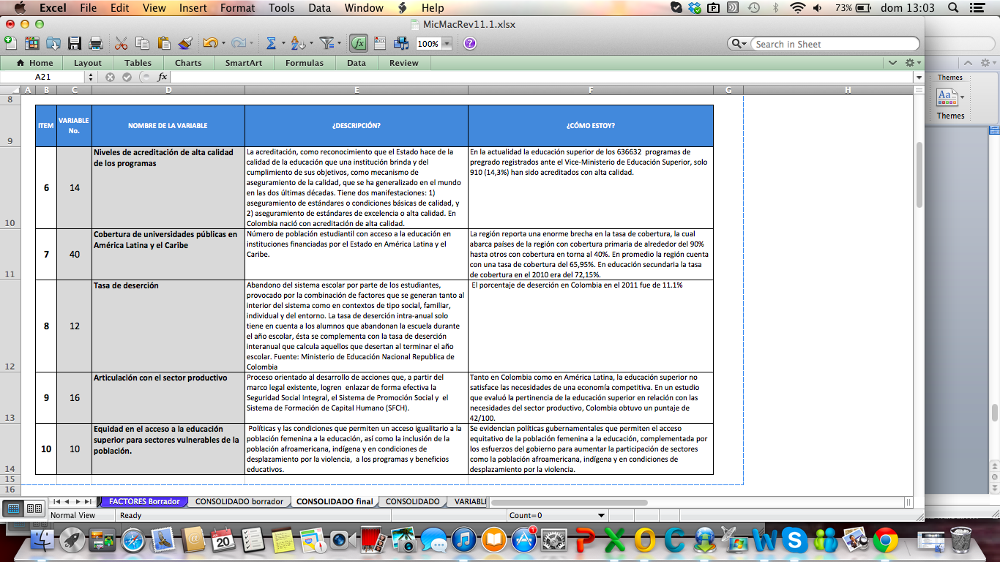 Excel File Edit View Insert Format Tools Data Window Help 73% dom 13:03
MicMacRev11.1.xlsx
100% Search in Sheet
Home Layout Tables Charts SmartArt Formulas Data Review
Themes
Themes
A21 fx
A B C D E F G H
8
9
10
11
12
13
14
15
16
ITEM
VARIABLE
No.
NOMBRE DE LA VARIABLE
¿DESCRIPCIÓN?
¿CÓMO ESTOY?
6
14
Niveles de acreditación de alta calidad
de los programas
La acreditación, como reconocimiento que el Estado hace de la
calidad de la educación que una institución brinda y del
cumplimiento de sus objetivos, como mecanismo de
aseguramiento de la calidad, que se ha generalizado en el mundo
en las dos últimas décadas. Tiene dos manifestaciones: 1)
aseguramiento de estándares o condiciones básicas de calidad, y
2) aseguramiento de estándares de excelencia o alta calidad. En
Colombia nació con acreditación de alta calidad.
En la actualidad la educación superior de los 636632 programas de
pregrado registrados ante el Vice-Ministerio de Educación Superior, solo
910 (14,3%) han sido acreditados con alta calidad.
7
40
Cobertura de universidades públicas en
América Latina y el Caribe
Número de población estudiantil con acceso a la educación en
instituciones financiadas por el Estado en América Latina y el
Caribe.
La región reporta una enorme brecha en la tasa de cobertura, la cual
abarca países de la región con cobertura primaria de alrededor del 90%
hasta otros con cobertura en torna al 40%. En promedio la región cuenta
con una tasa de cobertura del 65,95%. En educación secundaria la tasa
de cobertura en el 2010 era del 72,15%.
8
12
Tasa de deserción
Abandono del sistema escolar por parte de los estudiantes,
provocado por la combinación de factores que se generan tanto al
interior del sistema como en contextos de tipo social, familiar,
individual y del entorno. La tasa de deserción intra-anual solo
tiene en cuenta a los alumnos que abandonan la escuela durante
el año escolar, ésta se complementa con la tasa de deserción
interanual que calcula aquellos que desertan al terminar el año
escolar. Fuente: Ministerio de Educación Nacional Republica de
Colombia
El porcentaje de deserción en Colombia en el 2011 fue de 11.1%
9
16
Articulación con el sector productivo
Proceso orientado al desarrollo de acciones que, a partir del
marco legal existente, logren enlazar de forma efectiva la
Seguridad Social Integral, el Sistema de Promoción Social y el
Sistema de Formación de Capital Humano (SFCH).
Tanto en Colombia como en América Latina, la educación superior no
satisface las necesidades de una economía competitiva. En un estudio
que evaluó la pertinencia de la educación superior en relación con las
necesidades del sector productivo, Colombia obtuvo un puntaje de
42/100.
10
10
Equidad en el acceso a la educación
superior para sectores vulnerables de la
población.
Políticas y las condiciones que permiten un acceso igualitario a la
población femenina a la educación, así como la inclusión de la
población afroamericana, indígena y en condiciones de
desplazamiento por la violencia, a los programas y beneficios
educativos.
Se evidencian políticas gubernamentales que permiten el acceso
equitativo de la población femenina a la educación, complementada por
los esfuerzos del gobierno para aumentar la participación de sectores
como la población afroamericana, indígena y en condiciones de
desplazamiento por la violencia.
FACTORES Borrador CONSOLIDADO borrador CONSOLIDADO final CONSOLIDADO VARIABLI
Normal View Ready Count=0
20
1